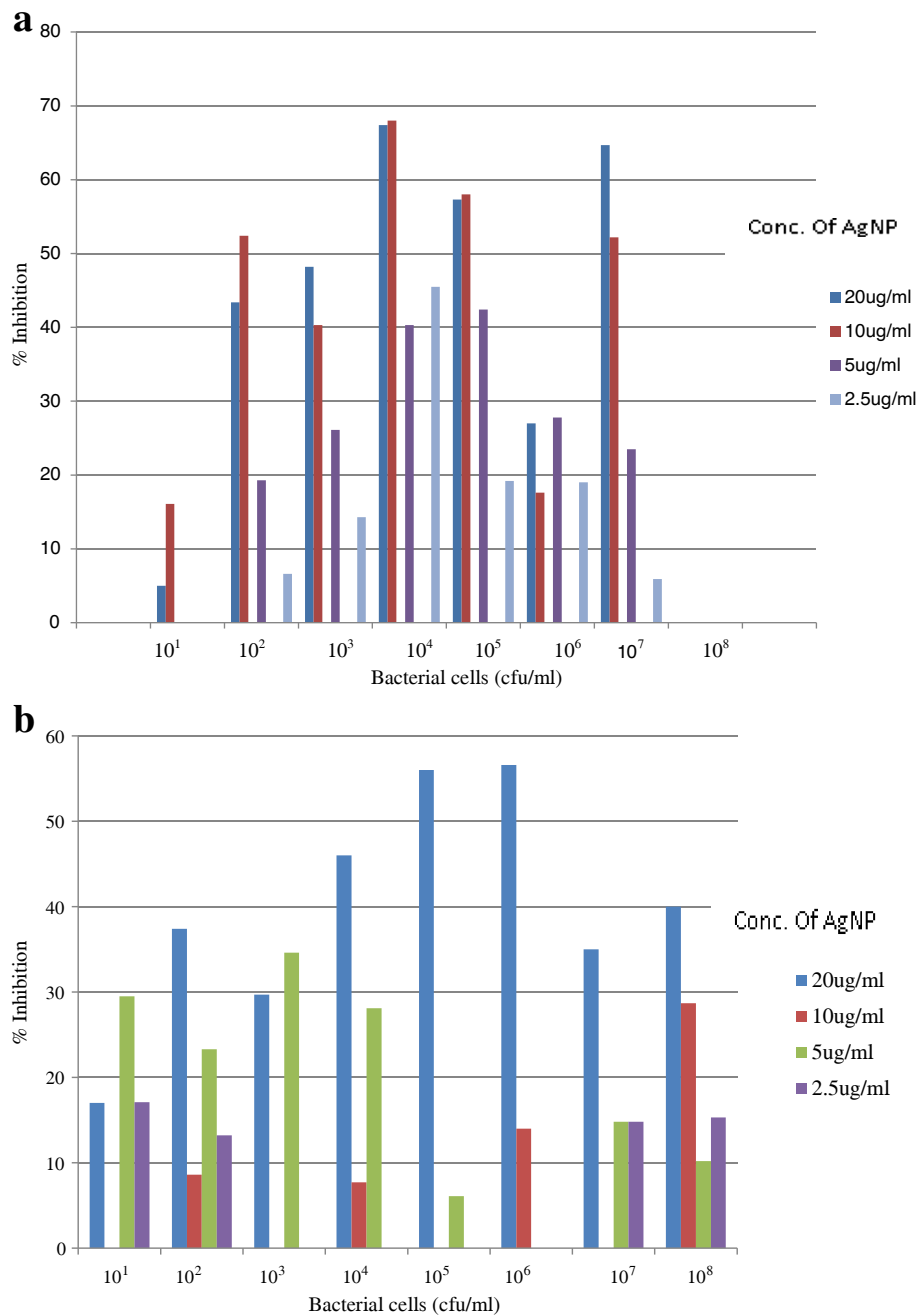 a
80
70
60
50
40
30
20
10
0
% Inhibition
10¹ 10² 10³ 10⁴ 10⁵ 10⁶ 10⁷ 10⁸
Bacterial cells (cfu/ml)
Conc. Of AgNP
20ug/ml
10ug/ml
5ug/ml
2.5ug/ml
b
60
50
40
30
20
10
0
% Inhibition
10¹ 10² 10³ 10⁴ 10⁵ 10⁶ 10⁷ 10⁸
Bacterial cells (cfu/ml)
Conc. Of AgNP
20ug/ml
10ug/ml
5ug/ml
2.5ug/ml